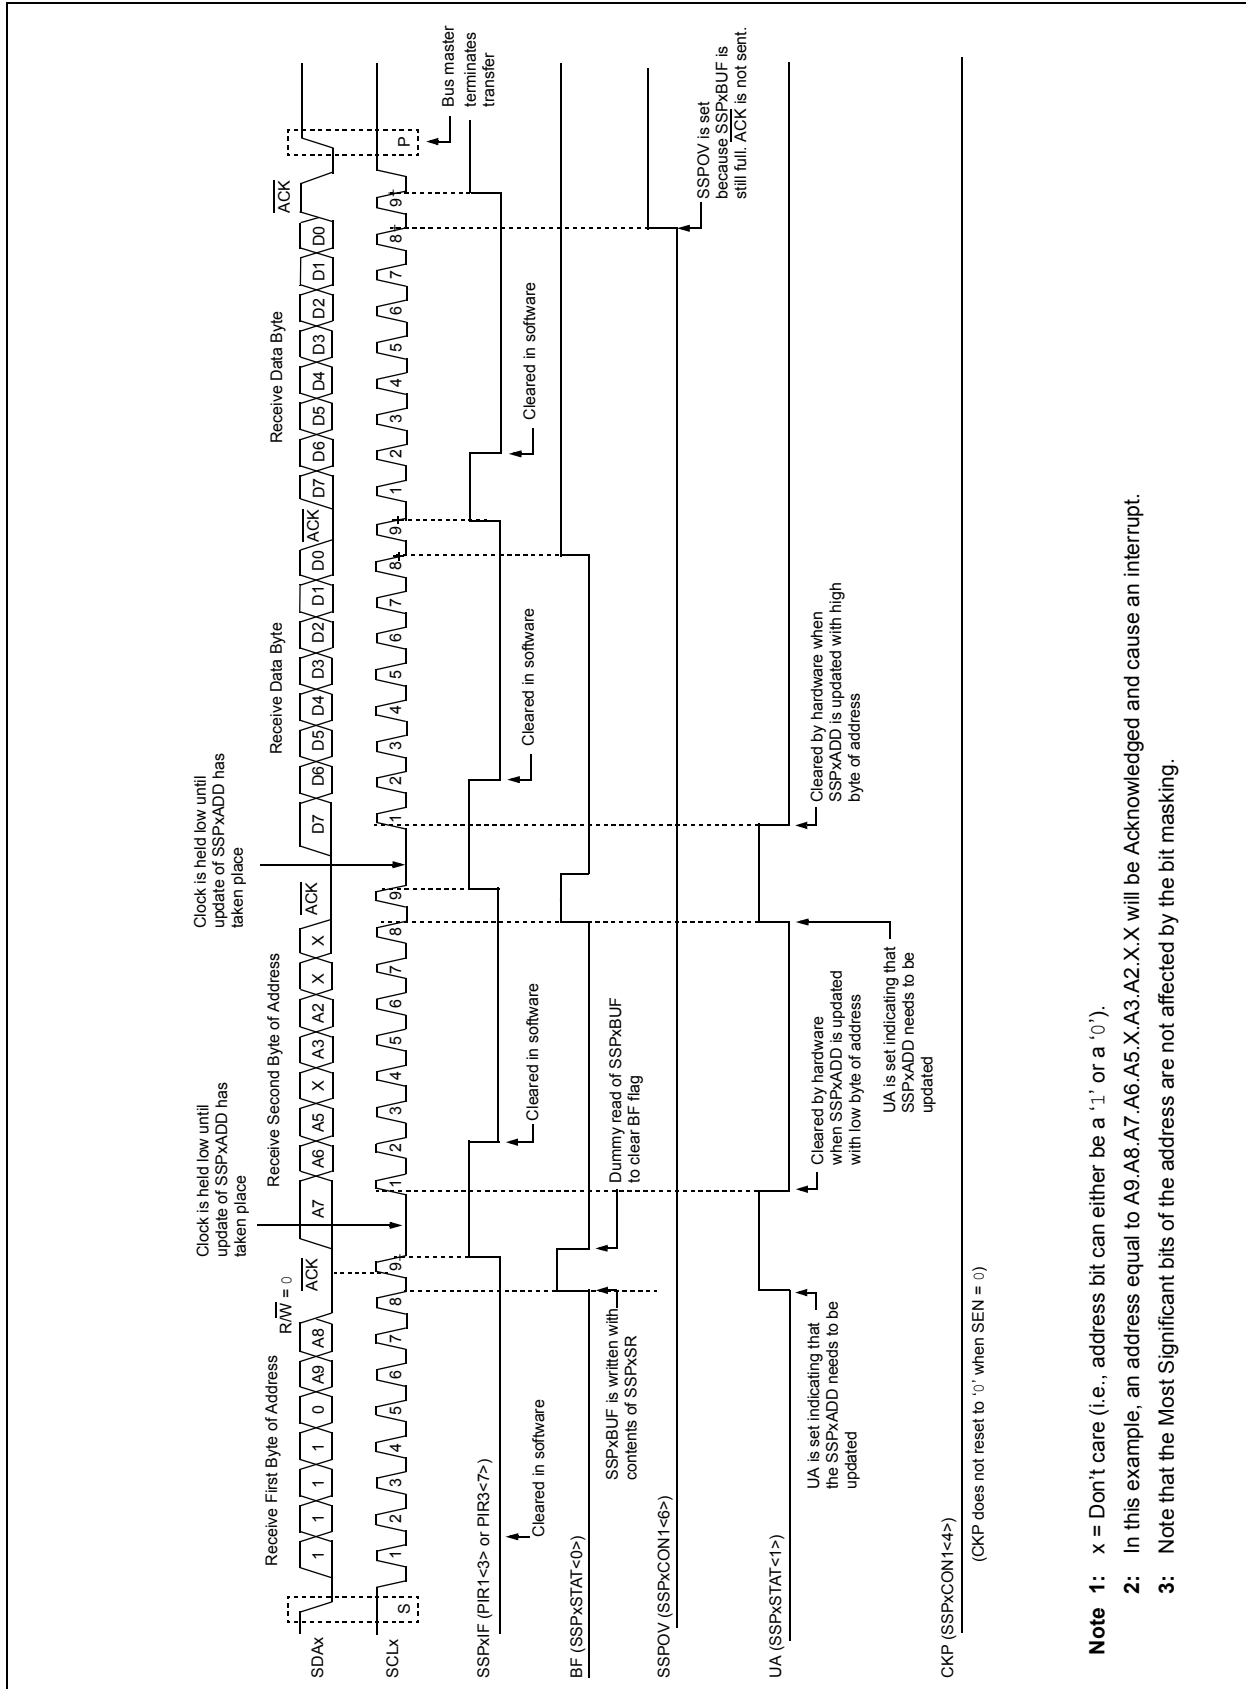 Receive First Byte of Address
R/W = 0
ACK
Clock is held low until
update of SSPxADD has
taken place
Receive Second Byte of Address
Clock is held low until
update of SSPxADD has
taken place
ACK
Receive Data Byte
ACK
Receive Data Byte
ACK
SDAx
1 1 1 1 0 A9 A8 A7 A6 A5 X A3 A2 X X D7 D6 D5 D4 D3 D2 D1 D0 D7 D6 D5 D4 D3 D2 D1 D0
SCLx
S 1 2 3 4 5 6 7 8 9 1 2 3 4 5 6 7 8 9 1 2 3 4 5 6 7 8 9 1 2 3 4 5 6 7 8 9 P
Bus master
terminates
transfer
SSPxIF (PIR1<3> or PIR3<7>)
Cleared in software
Cleared in software
Cleared in software
Cleared in software
BF (SSPxSTAT<0>)
SSPxBUF is written with
contents of SSPxSR
Dummy read of SSPxBUF
to clear BF flag
SSPOV (SSPxCON1<6>)
SSPOV is set
because SSPxBUF is
still full. ACK is not sent.
UA (SSPxSTAT<1>)
UA is set indicating that
the SSPxADD needs to be
updated
Cleared by hardware
when SSPxADD is updated
with low byte of address
UA is set indicating that
SSPxADD needs to be
updated
Cleared by hardware when
SSPxADD is updated with high
byte of address
CKP (SSPxCON1<4>)
(CKP does not reset to ‘0’ when SEN = 0)
Note 1: x = Don’t care (i.e., address bit can either be a ‘1’ or a ‘0’).
2: In this example, an address equal to A9.A8.A7.A6.A5.X.A3.A2.X.X will be Acknowledged and cause an interrupt.
3: Note that the Most Significant bits of the address are not affected by the bit masking.